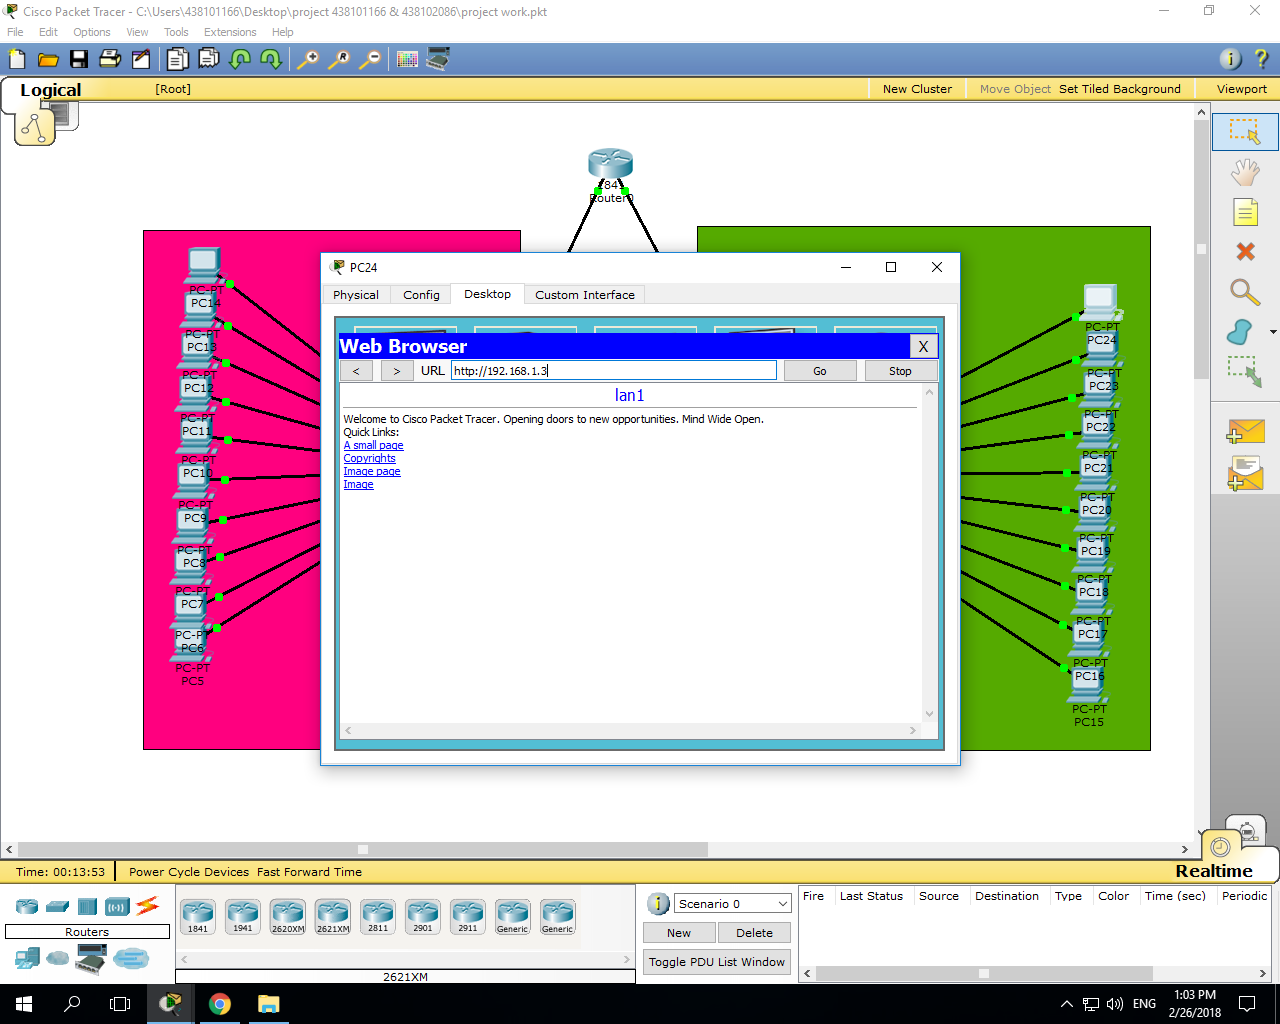 Cisco Packet Tracer - C:\Users\438101166\Desktop\project 438101166 & 438102086\project work.pkt
File Edit Options View Tools Extensions Help
Logical [Root] New Cluster Move Object Set Tiled Background Viewport
1841
Router0
PC24
Physical Config Desktop Custom Interface
Web Browser X
< > URL http://192.168.1.3 Go Stop
lan1
Welcome to Cisco Packet Tracer. Opening doors to new opportunities. Mind Wide Open.
Quick Links:
A small page
Copyrights
Image page
Image
PC-PT
PC14
PC-PT
PC13
PC-PT
PC12
PC-PT
PC11
PC-PT
PC10
PC-PT
PC9
PC-PT
PC8
PC-PT
PC7
PC-PT
PC6
PC-PT
PC5
PC-PT
PC24
PC-PT
PC23
PC-PT
PC22
PC-PT
PC21
PC-PT
PC20
PC-PT
PC19
PC-PT
PC18
PC-PT
PC17
PC-PT
PC16
PC-PT
PC15
Time: 00:13:53 Power Cycle Devices Fast Forward Time Realtime
Routers
1841 1941 2620XM 2621XM 2811 2901 2911 Generic Generic
2621XM
Scenario 0
New Delete
Toggle PDU List Window
Fire Last Status Source Destination Type Color Time (sec) Periodic
ENG
1:03 PM
2/26/2018